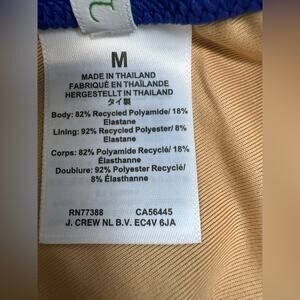 M
MADE IN THAILAND
FABRIQUÉ EN THAÏLANDE
HERGESTELLT IN THAILAND
タイ製
Body: 82% Recycled Polyamide/ 18%
Elastane
Lining: 92% Recycled Polyester/ 8%
Elastane
Corps: 82% Polyamide Recyclé/ 18%
Élasthanne
Doublure: 92% Polyester Recyclé/
8% Élasthanne
RN77388 CA56445
J. CREW NL B.V. EC4V 6JA